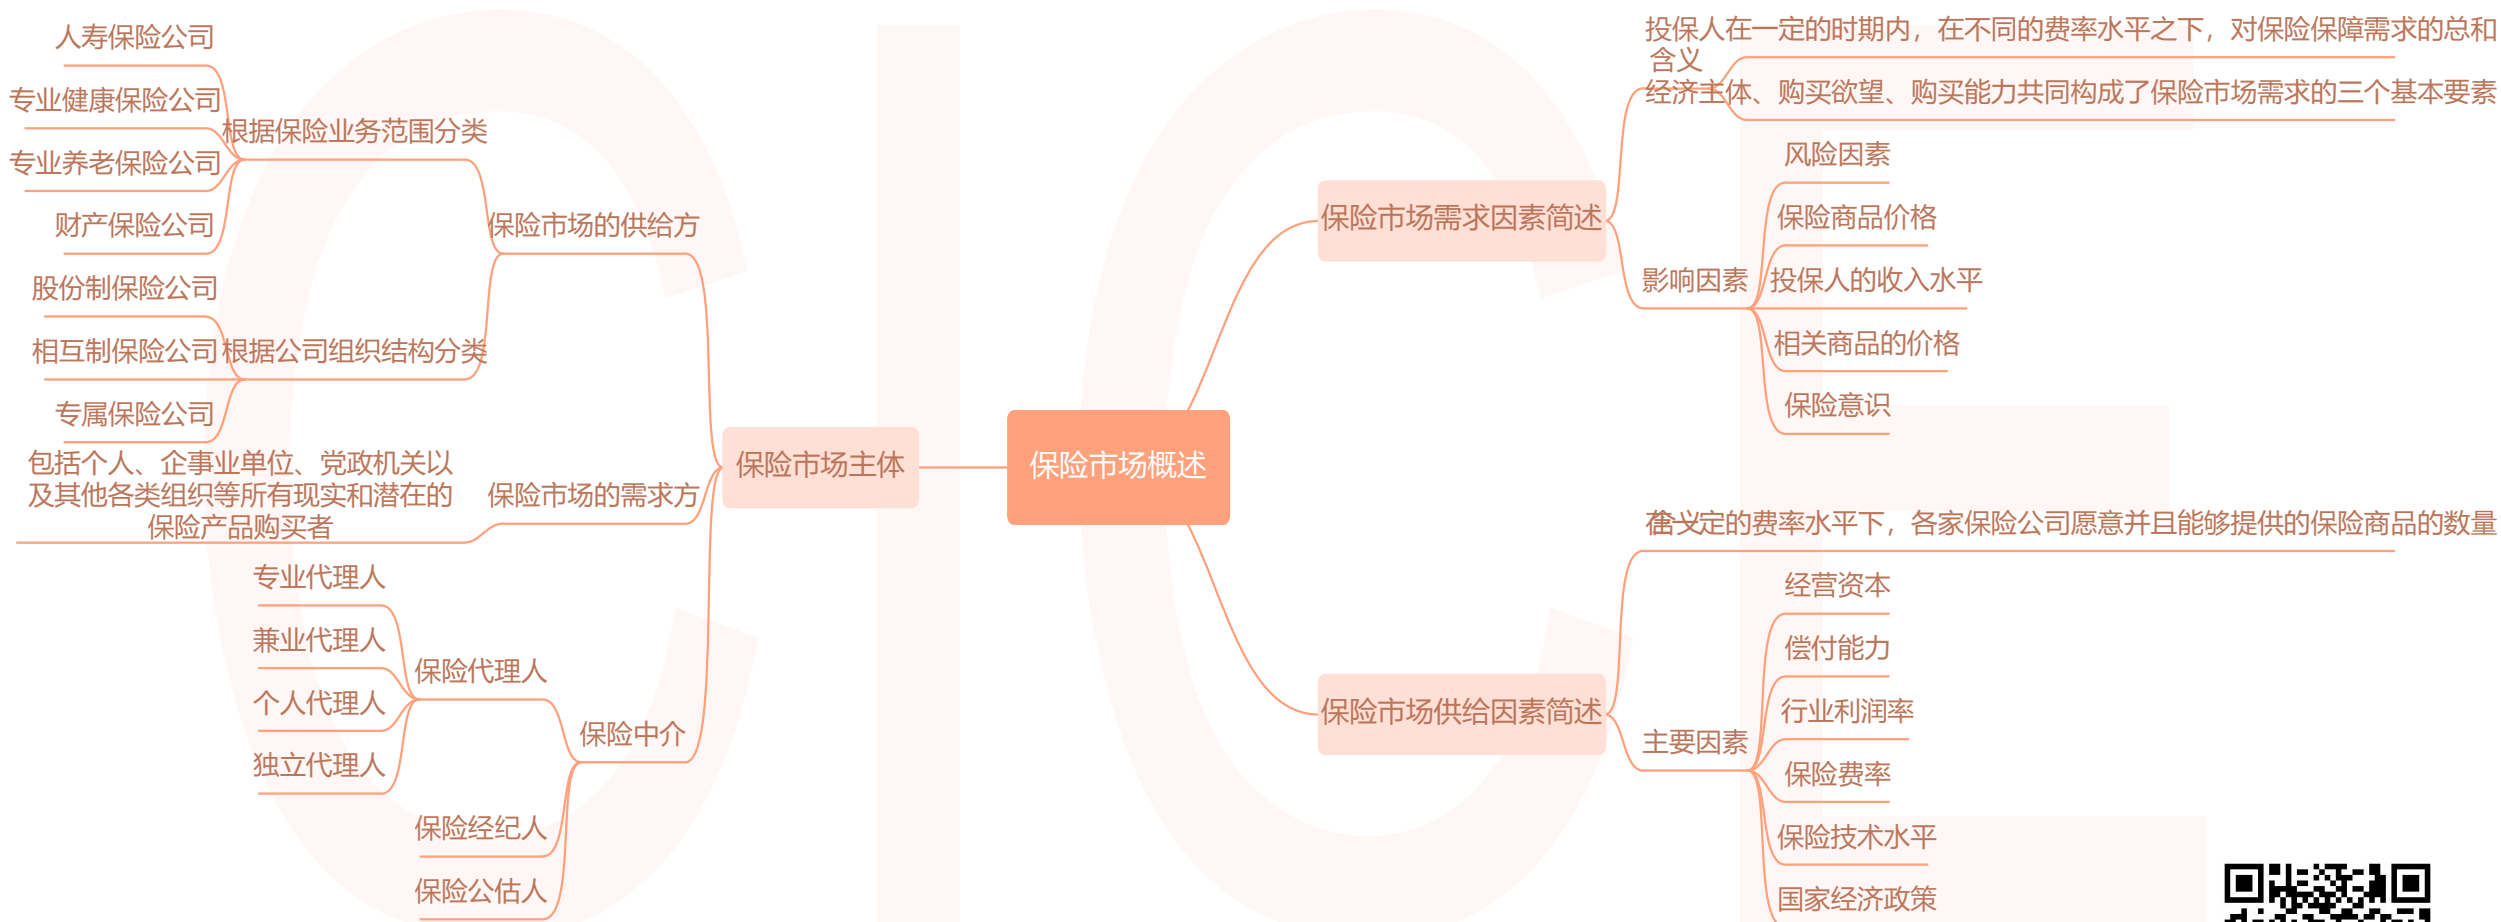 人寿保险公司
专业健康保险公司
专业养老保险公司
财产保险公司
根据保险业务范围分类
股份制保险公司
相互制保险公司
专属保险公司
根据公司组织结构分类
保险市场的供给方
包括个人、企事业单位、党政机关以
及其他各类组织等所有现实和潜在的
保险产品购买者
保险市场的需求方
专业代理人
兼业代理人
个人代理人
独立代理人
保险代理人
保险经纪人
保险公估人
保险中介
保险市场主体
保险市场概述
保险市场需求因素简述
含义
投保人在一定的时期内，在不同的费率水平之下，对保险保障需求的总和
经济主体、购买欲望、购买能力共同构成了保险市场需求的三个基本要素
影响因素
风险因素
保险商品价格
投保人的收入水平
相关商品的价格
保险意识
保险市场供给因素简述
含义
在一定的费率水平下，各家保险公司愿意并且能够提供的保险商品的数量
主要因素
经营资本
偿付能力
行业利润率
保险费率
保险技术水平
国家经济政策
CICE